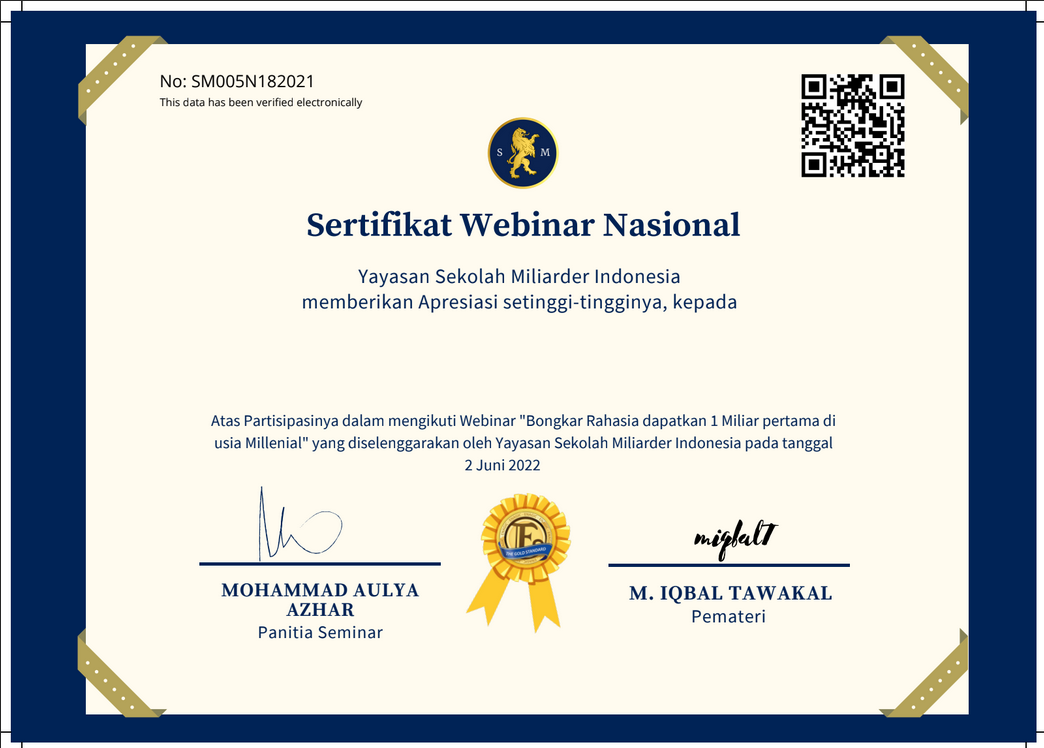 No: SM005N182021
This data has been verified electronically
S M
Sertifikat Webinar Nasional
Yayasan Sekolah Miliarder Indonesia
memberikan Apresiasi setinggi-tingginya, kepada
Atas Partisipasinya dalam mengikuti Webinar "Bongkar Rahasia dapatkan 1 Miliar pertama di
usia Millenial" yang diselenggarakan oleh Yayasan Sekolah Miliarder Indonesia pada tanggal
2 Juni 2022
THE GOLD STANDARD
miqbalT
MOHAMMAD AULYA
AZHAR
Panitia Seminar
M. IQBAL TAWAKAL
Pemateri